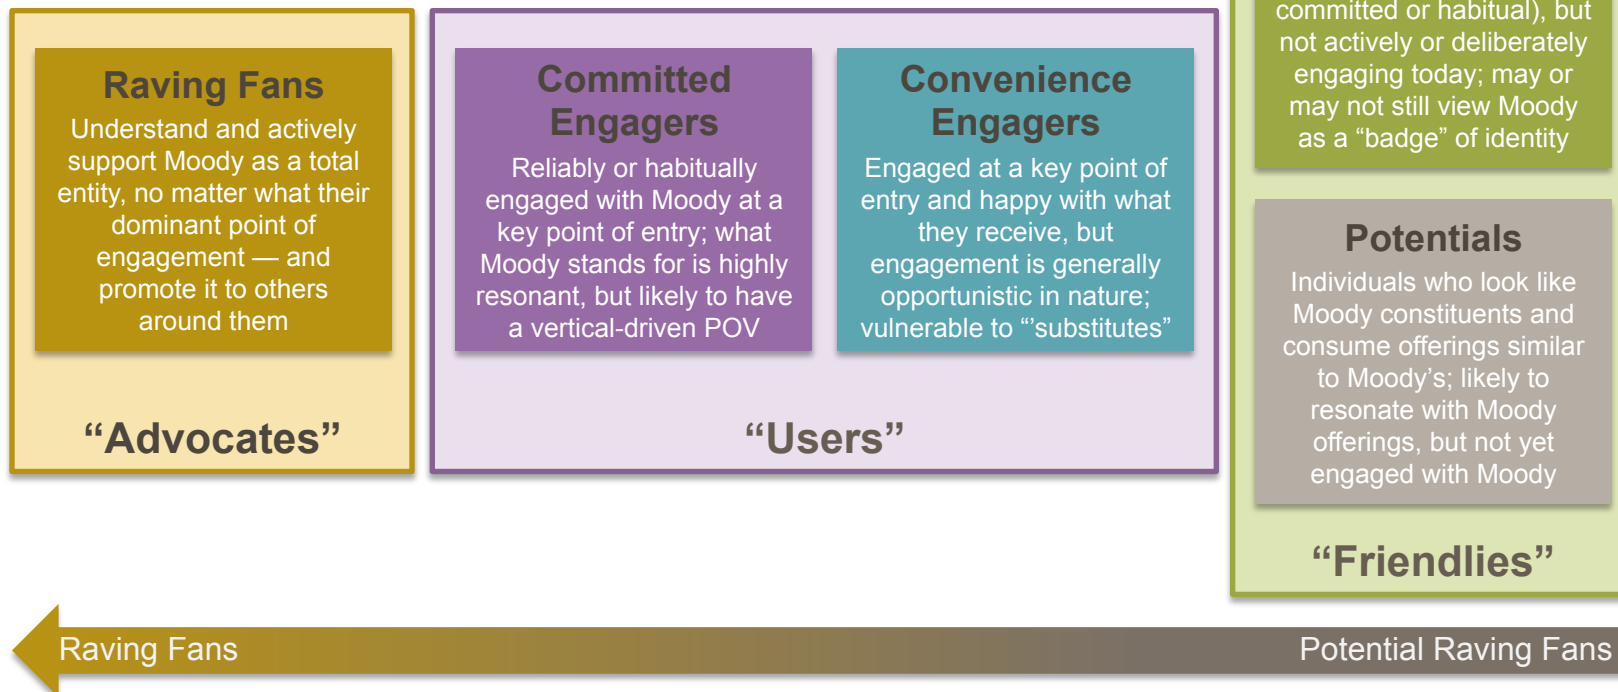 Raving Fans
Understand and actively
support Moody as a total
entity, no matter what their
dominant point of
engagement — and
promote it to others
around them
“Advocates”
Committed
Engagers
Reliably or habitually
engaged with Moody at a
key point of entry; what
Moody stands for is highly
resonant, but likely to have
a vertical-driven POV
Convenience
Engagers
Engaged at a key point of
entry and happy with what
they receive, but
engagement is generally
opportunistic in nature;
vulnerable to “’substitutes”
“Users”
committed or habitual), but
not actively or deliberately
engaging today; may or
may not still view Moody
as a “badge” of identity
Potentials
Individuals who look like
Moody constituents and
consume offerings similar
to Moody’s; likely to
resonate with Moody
offerings, but not yet
engaged with Moody
“Friendlies”
Raving Fans
Potential Raving Fans